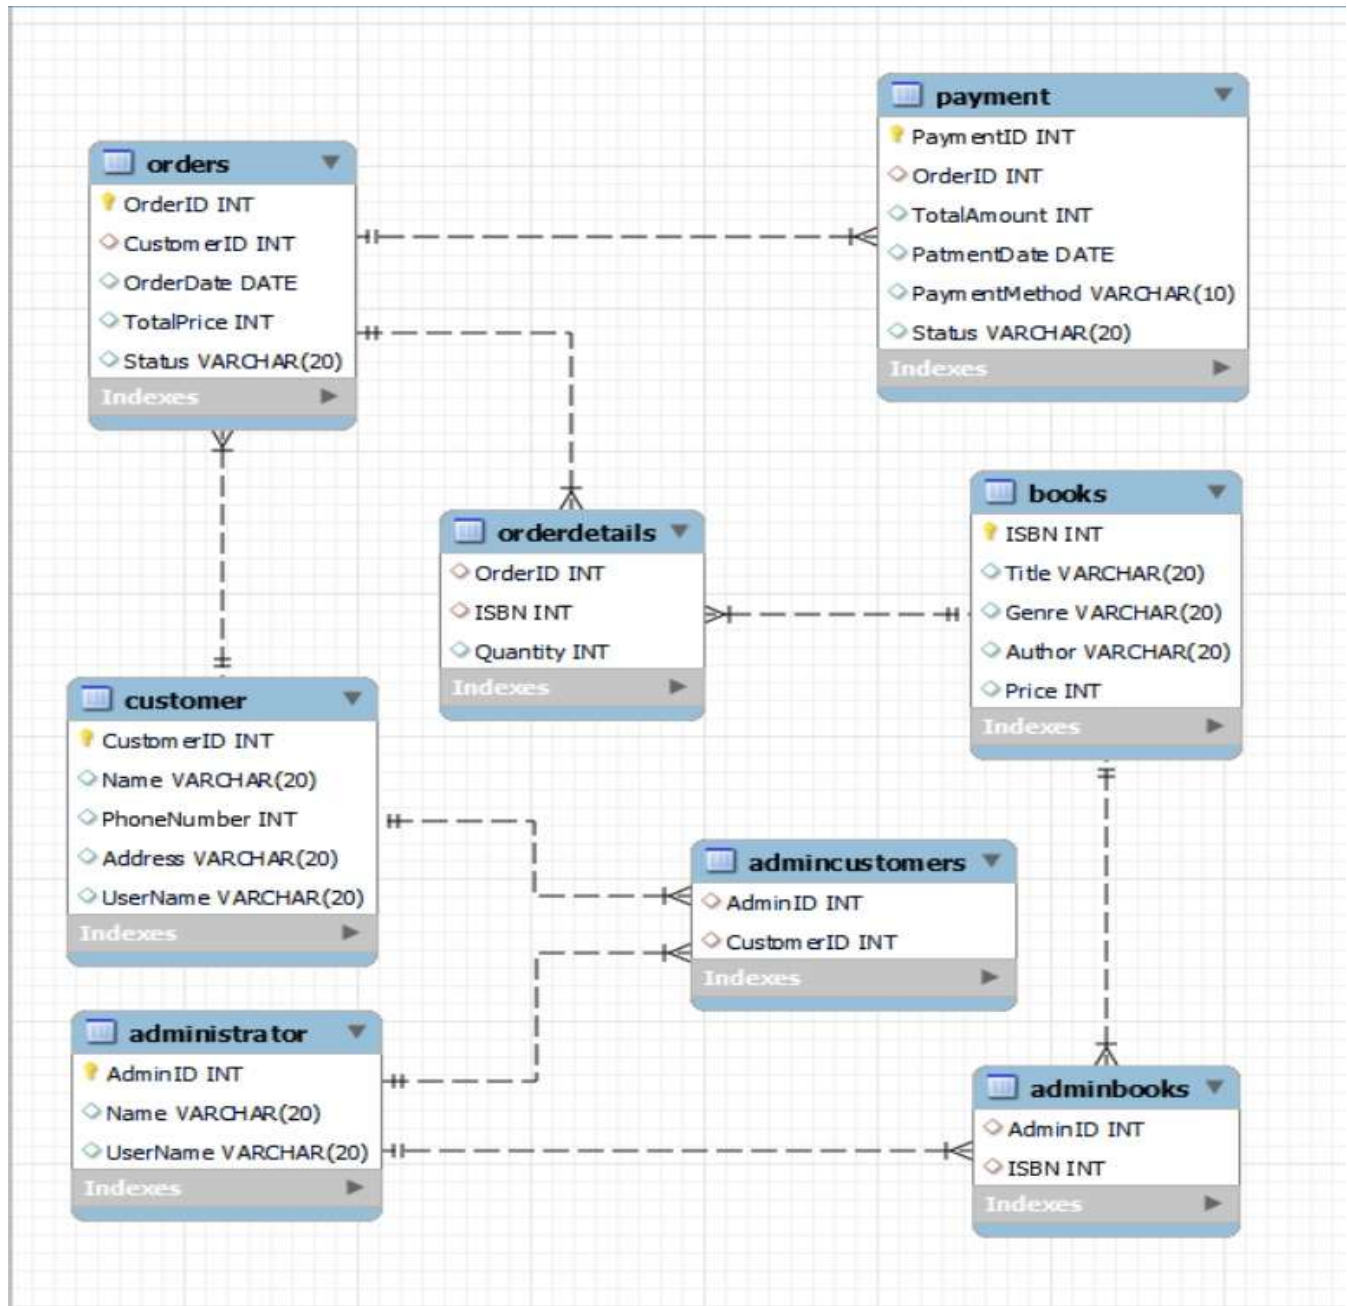 payment
PaymentID INT
OrderID INT
TotalAmount INT
PatmentDate DATE
PaymentMethod VARCHAR(10)
Status VARCHAR(20)
Indexes
orders
OrderID INT
CustomerID INT
OrderDate DATE
TotalPrice INT
Status VARCHAR(20)
Indexes
books
ISBN INT
Title VARCHAR(20)
Genre VARCHAR(20)
Author VARCHAR(20)
Price INT
Indexes
orderdetails
OrderID INT
ISBN INT
Quantity INT
Indexes
customer
CustomerID INT
Name VARCHAR(20)
PhoneNumber INT
Address VARCHAR(20)
UserName VARCHAR(20)
Indexes
admincustomers
AdminID INT
CustomerID INT
Indexes
administrator
AdminID INT
Name VARCHAR(20)
UserName VARCHAR(20)
Indexes
adminbooks
AdminID INT
ISBN INT
Indexes